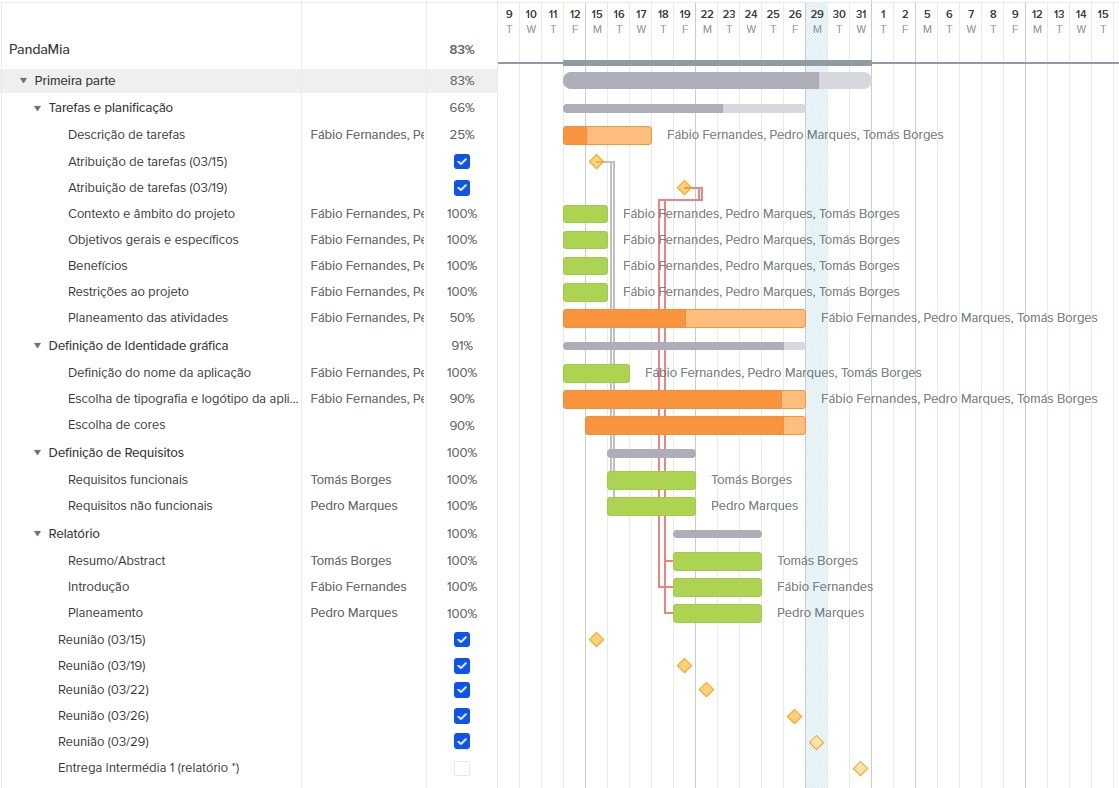 9 10 11 12 15 16 17 18 19 22 23 24 25 26 29 30 31 1 2 5 6 7 8 9 12 13 14 15
T W T F M T W T F M T W T F M T W T F M T W T F M T W T
PandaMia 83%
Primeira parte 83%
Tarefas e planificação 66%
Descrição de tarefas Fábio Fernandes, Pe 25% Fábio Fernandes, Pedro Marques, Tomás Borges
Atribuição de tarefas (03/15)
Atribuição de tarefas (03/19)
Contexto e âmbito do projeto Fábio Fernandes, Pe 100% Fábio Fernandes, Pedro Marques, Tomás Borges
Objetivos gerais e específicos Fábio Fernandes, Pe 100% Fábio Fernandes, Pedro Marques, Tomás Borges
Benefícios Fábio Fernandes, Pe 100% Fábio Fernandes, Pedro Marques, Tomás Borges
Restrições ao projeto Fábio Fernandes, Pe 100% Fábio Fernandes, Pedro Marques, Tomás Borges
Planeamento das atividades Fábio Fernandes, Pe 50% Fábio Fernandes, Pedro Marques, Tomás Borges
Definição de Identidade gráfica 91%
Definição do nome da aplicação Fábio Fernandes, Pe 100% Fábio Fernandes, Pedro Marques, Tomás Borges
Escolha de tipografia e logótipo da apli... Fábio Fernandes, Pe 90% Fábio Fernandes, Pedro Marques, Tomás Borges
Escolha de cores 90%
Definição de Requisitos 100%
Requisitos funcionais Tomás Borges 100% Tomás Borges
Requisitos não funcionais Pedro Marques 100% Pedro Marques
Relatório 100%
Resumo/Abstract Tomás Borges 100% Tomás Borges
Introdução Fábio Fernandes 100% Fábio Fernandes
Planeamento Pedro Marques 100% Pedro Marques
Reunião (03/15)
Reunião (03/19)
Reunião (03/22)
Reunião (03/26)
Reunião (03/29)
Entrega Intermédia 1 (relatório *)